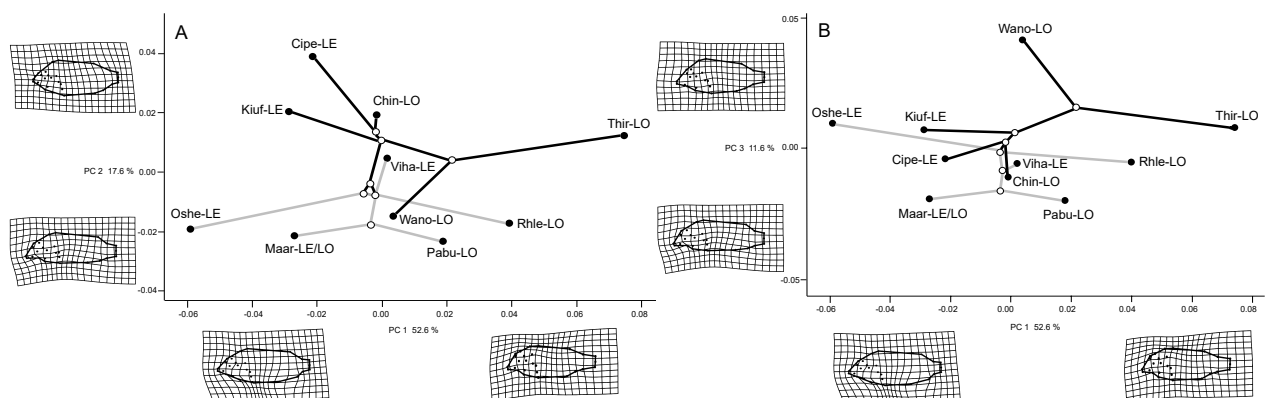 A
0.04
0.02
0.00
-0.02
-0.04
PC 2 17.6 %
Cipe-LE
Kiuf-LE
Chin-LO
Thir-LO
Viha-LE
Oshe-LE
Wano-LO
Rhle-LO
Maar-LE/LO
Pabu-LO
-0.06
-0.04
-0.02
0.00
0.02
0.04
0.06
0.08
PC 1 52.6 %
B
0.05
0.00
-0.05
PC 3 11.6 %
Wano-LO
Oshe-LE
Kiuf-LE
Thir-LO
Cipe-LE
Viha-LE
Rhle-LO
Chin-LO
Maar-LE/LO
Pabu-LO
-0.06
-0.04
-0.02
0.00
0.02
0.04
0.06
0.08
PC 1 52.6 %